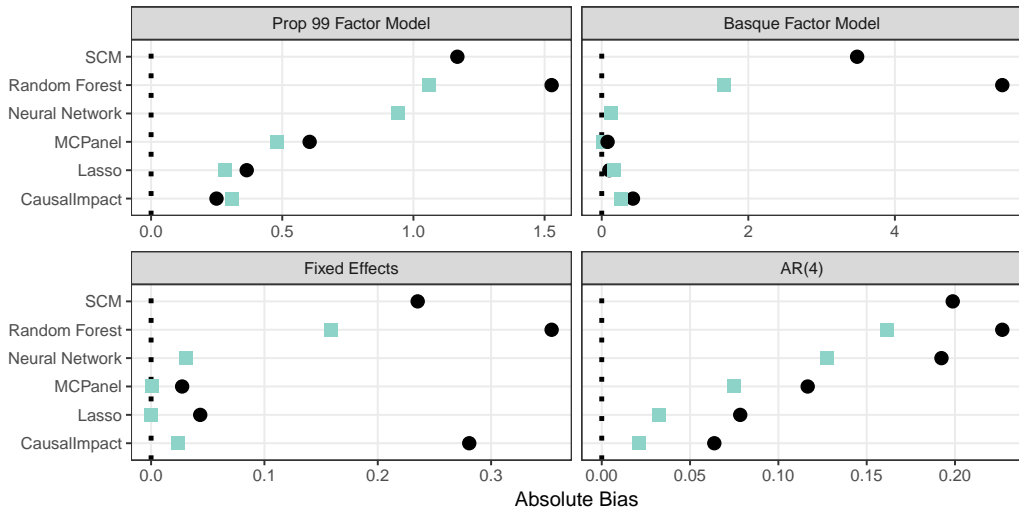 Prop 99 Factor Model
Basque Factor Model
SCM
Random Forest
Neural Network
MCPanel
Lasso
CausalImpact
0.0 0.5 1.0 1.5
0 2 4
Fixed Effects
AR(4)
SCM
Random Forest
Neural Network
MCPanel
Lasso
CausalImpact
0.0 0.1 0.2 0.3
0.00 0.05 0.10 0.15 0.20
Absolute Bias